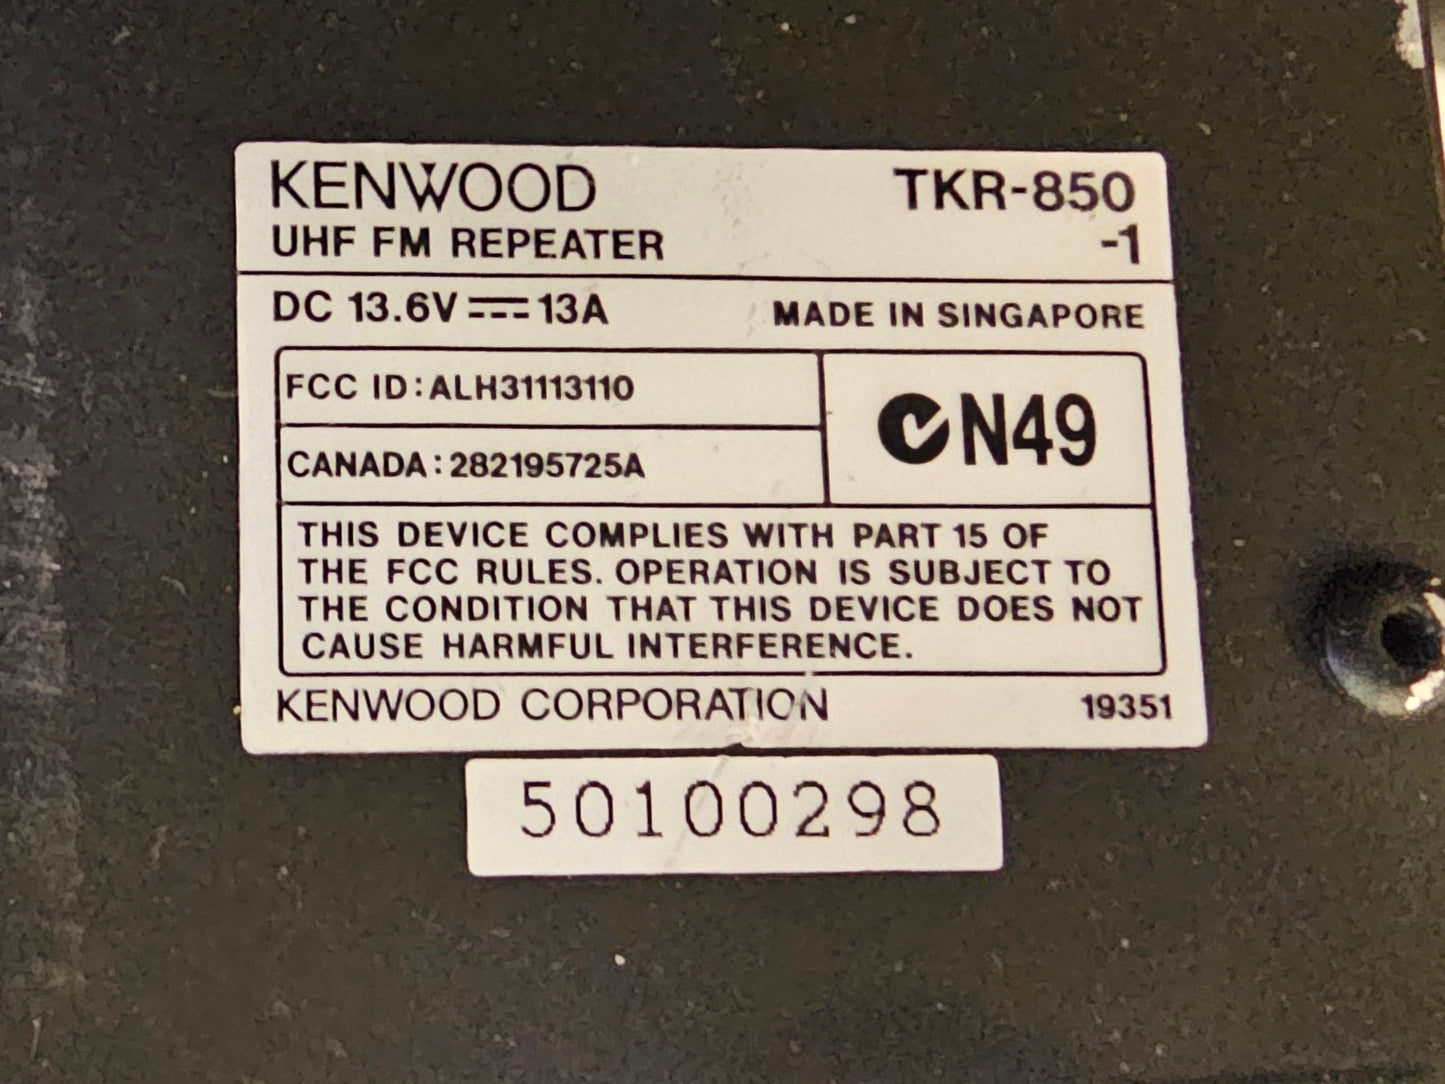 KENWOOD TKR-850
UHF FM REPEATER -1
DC 13.6V ⎓ 13A MADE IN SINGAPORE
FCC ID: ALH31113110
N49
CANADA: 282195725A
THIS DEVICE COMPLIES WITH PART 15 OF
THE FCC RULES. OPERATION IS SUBJECT TO
THE CONDITION THAT THIS DEVICE DOES NOT
CAUSE HARMFUL INTERFERENCE.
KENWOOD CORPORATION 19351
50100298